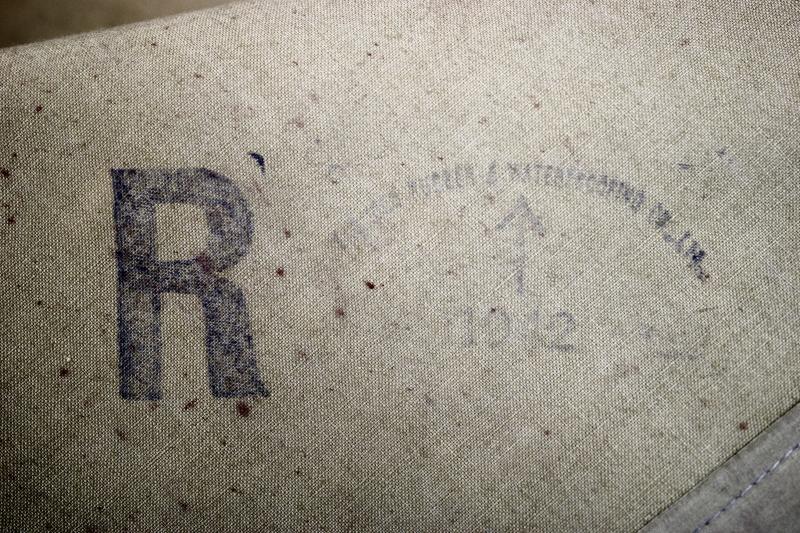 R
RUBBER & WATERPROOFING CO. LTD.
1942